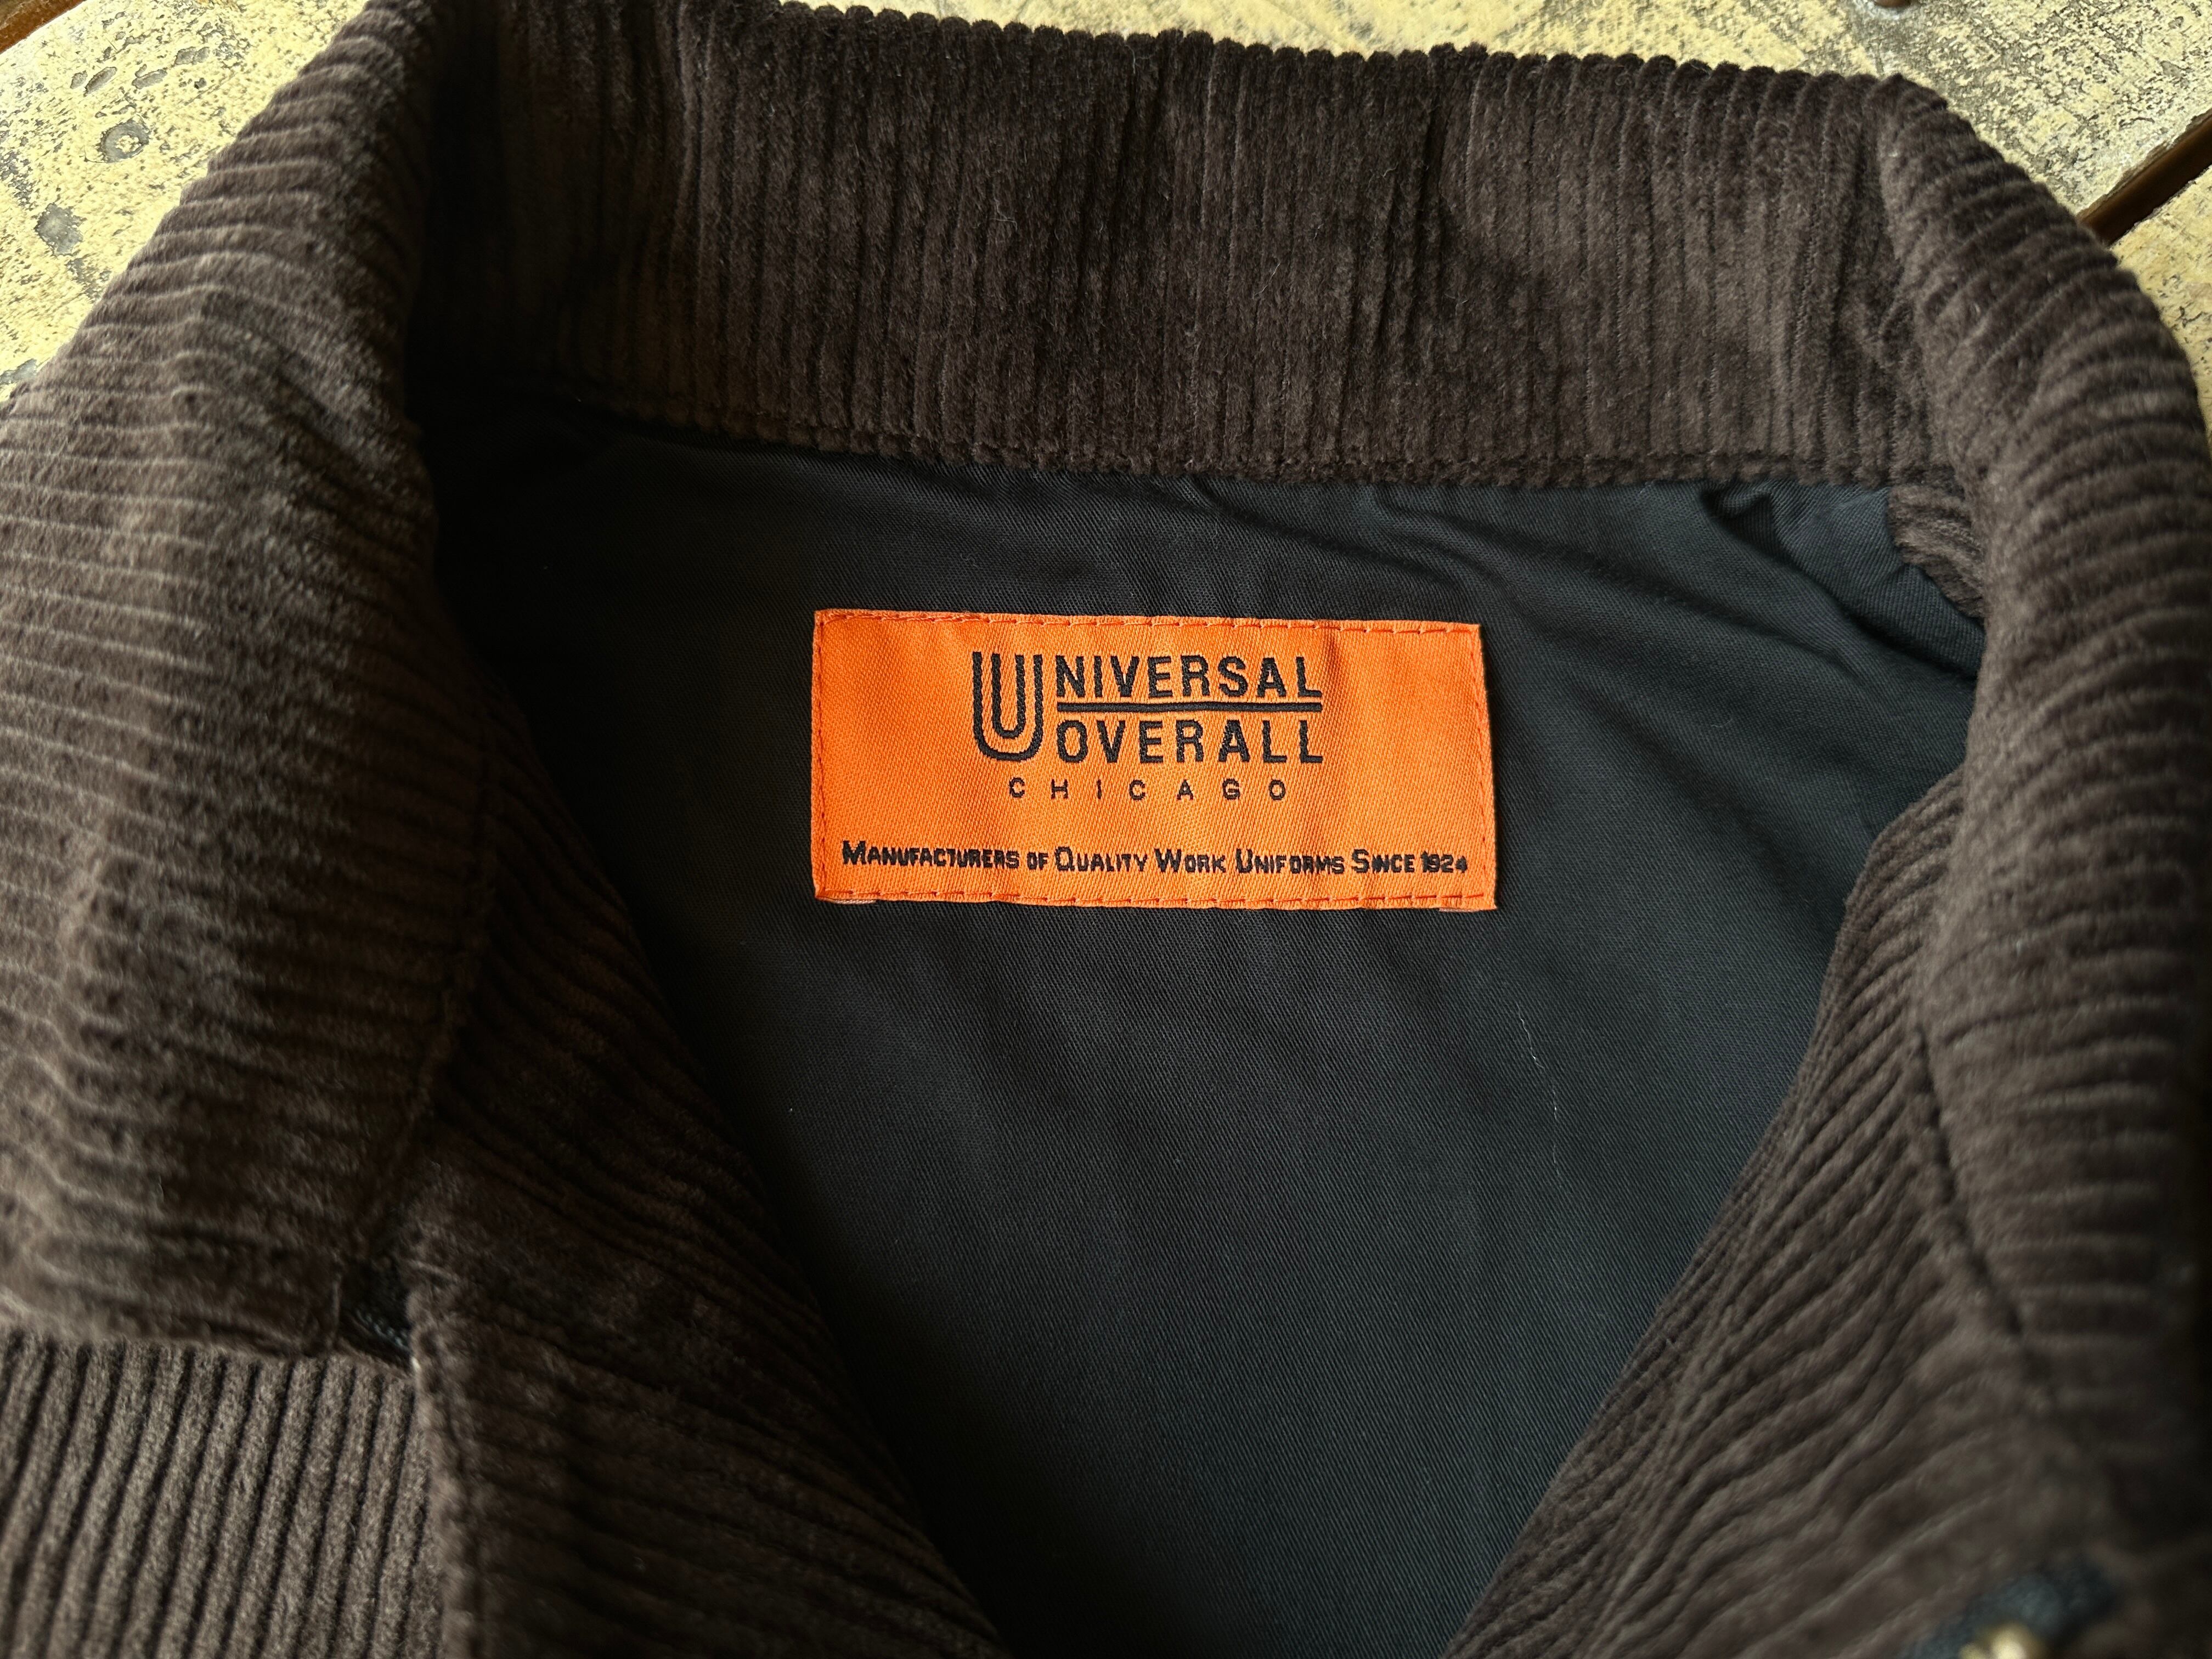 UNIVERSAL
OVERALL
CHICAGO
MANUFACTURERS OF QUALITY WORK UNIFORMS SINCE 1924